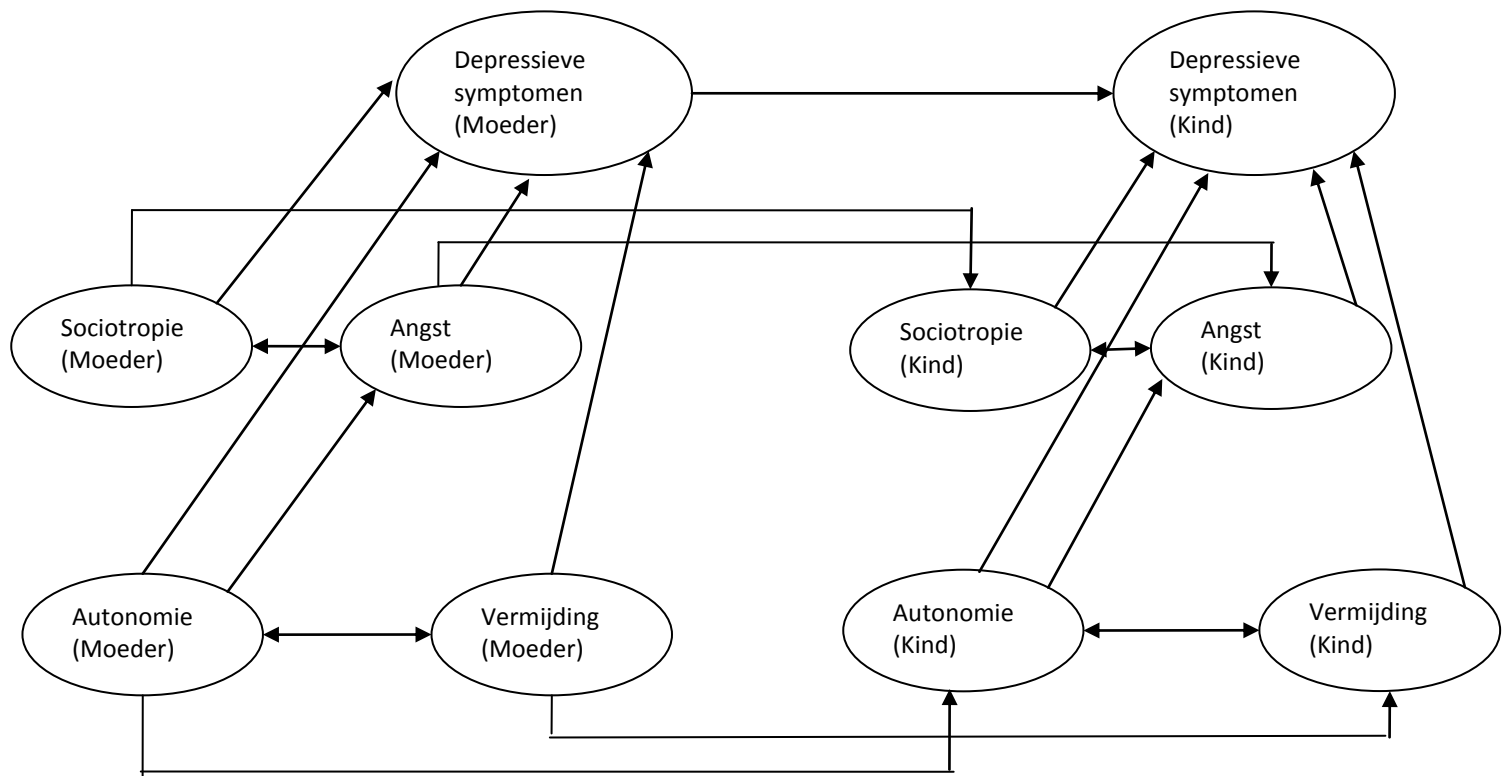 Depressieve
symptomen
(Moeder)
Depressieve
symptomen
(Kind)
Sociotropie
(Moeder)
Angst
(Moeder)
Sociotropie
(Kind)
Angst
(Kind)
Autonomie
(Moeder)
Vermijding
(Moeder)
Autonomie
(Kind)
Vermijding
(Kind)